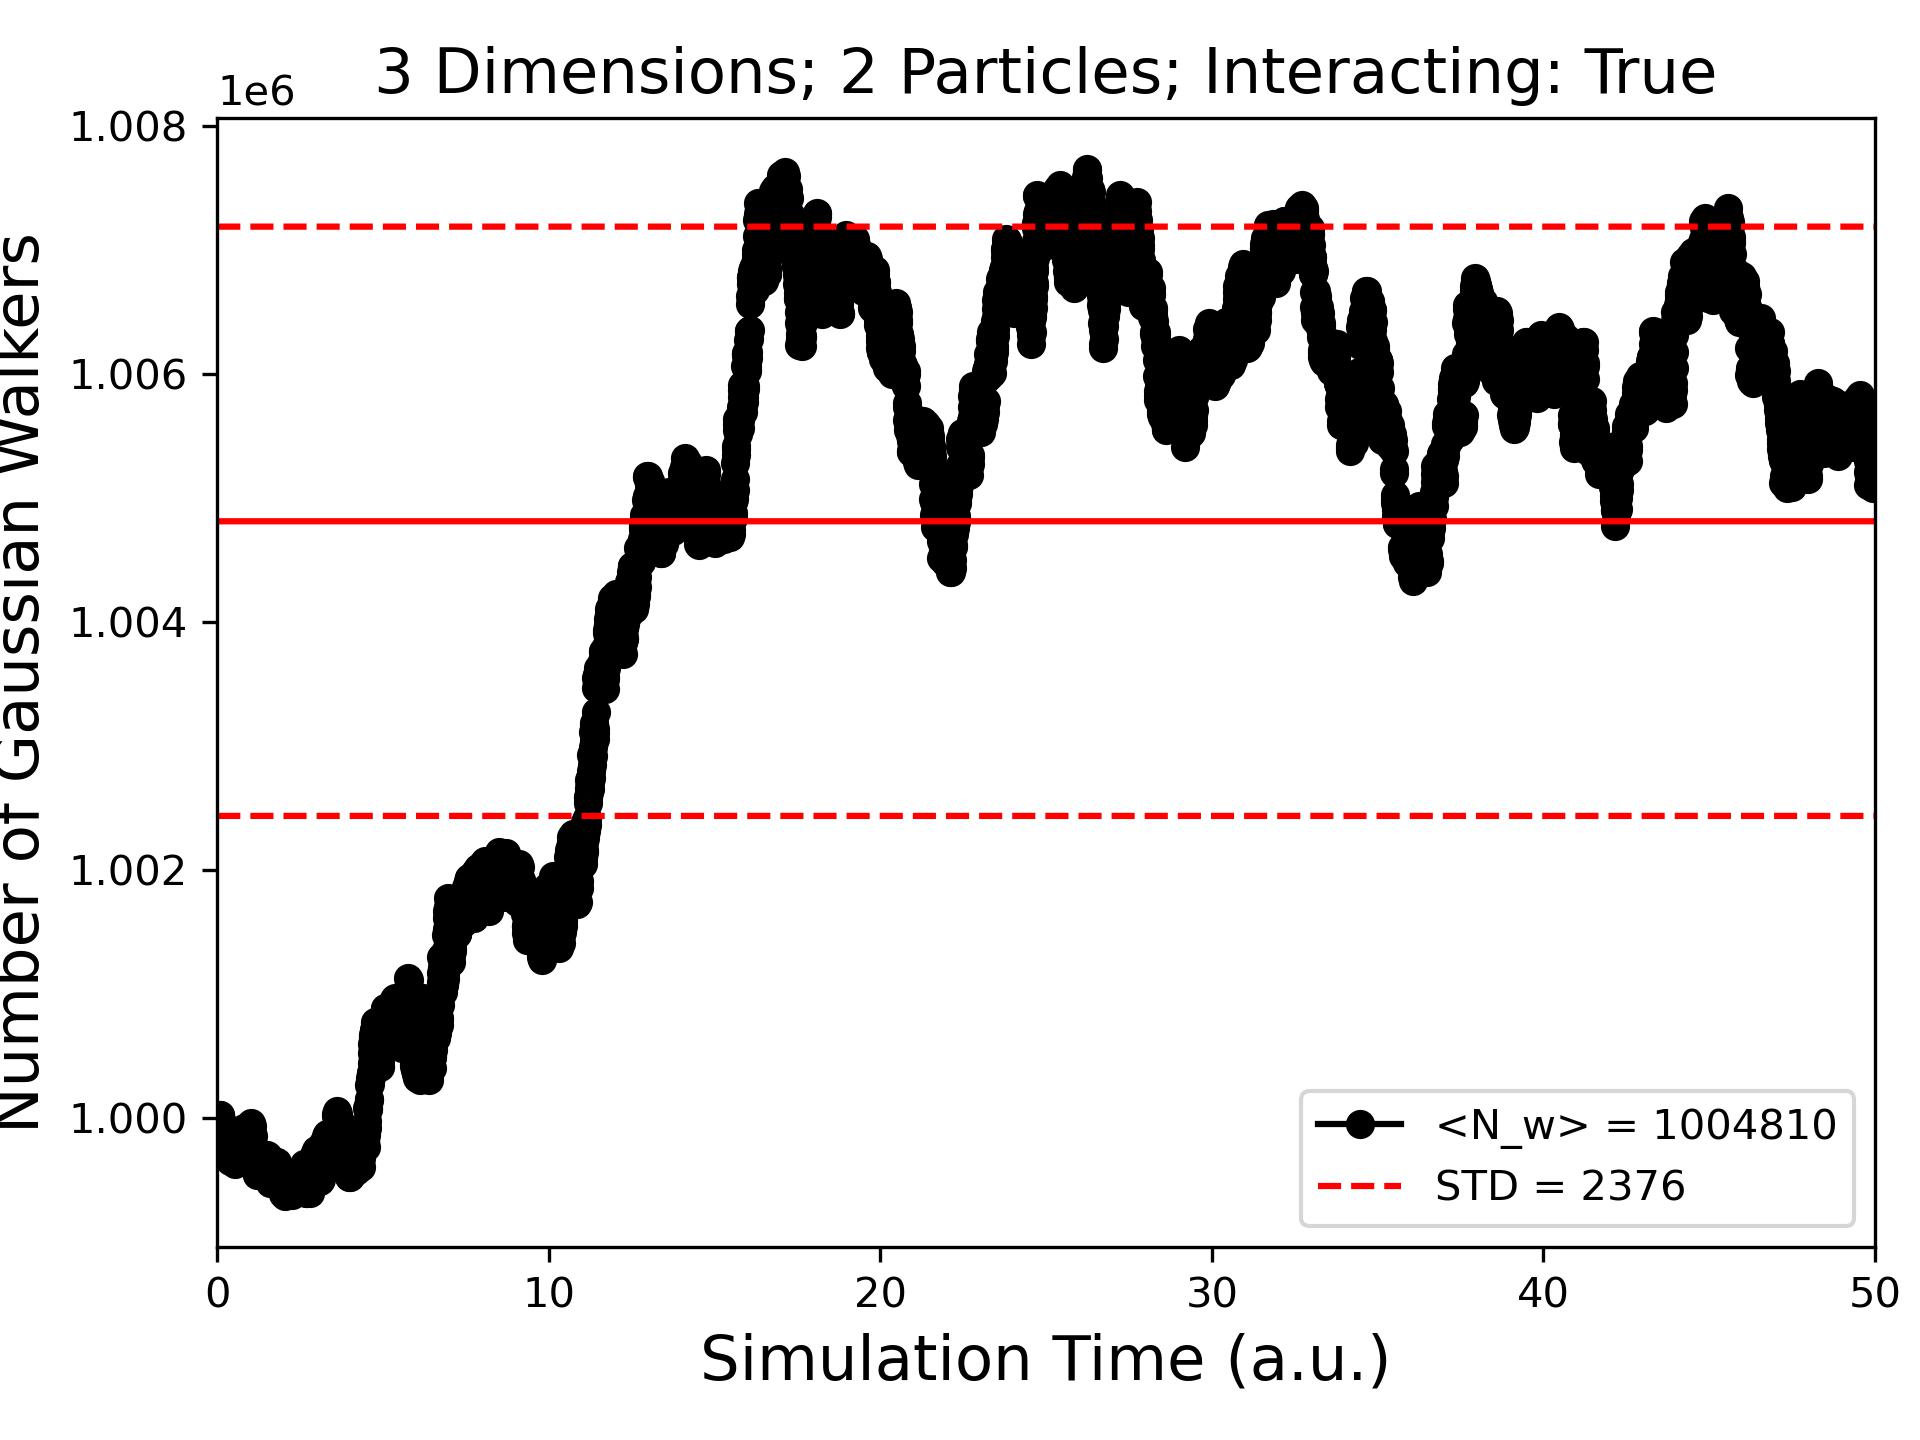 3 Dimensions; 2 Particles; Interacting: True
1e6
1.008
1.006
1.004
1.002
1.000
Number of Gaussian Walkers
<N_w> = 1004810
STD = 2376
0 10 20 30 40 50
Simulation Time (a.u.)